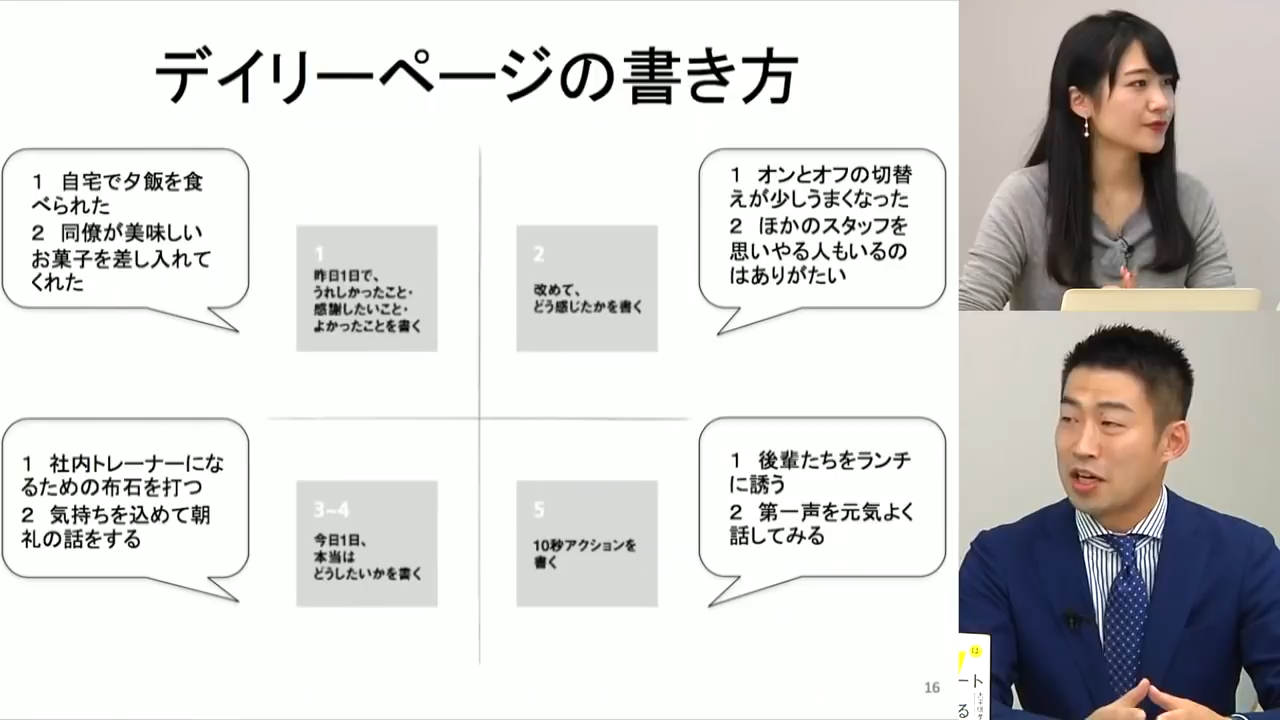 デイリーページの書き方
1　自宅で夕飯を食
べられた
2　同僚が美味しい
お菓子を差し入れて
くれた
1
昨日1日で、
うれしかったこと・
感謝したいこと・
よかったことを書く
2
改めて、
どう感じたかを書く
1　オンとオフの切替
えが少しうまくなった
2　ほかのスタッフを
思いやる人もいるの
はありがたい
1　社内トレーナーにな
るための布石を打つ
2　気持ちを込めて朝
礼の話をする
3~4
今日1日、
本当は
どうしたいかを書く
5
10秒アクションを
書く
1　後輩たちをランチ
に誘う
2　第一声を元気よく
話してみる
16
は
ート
る